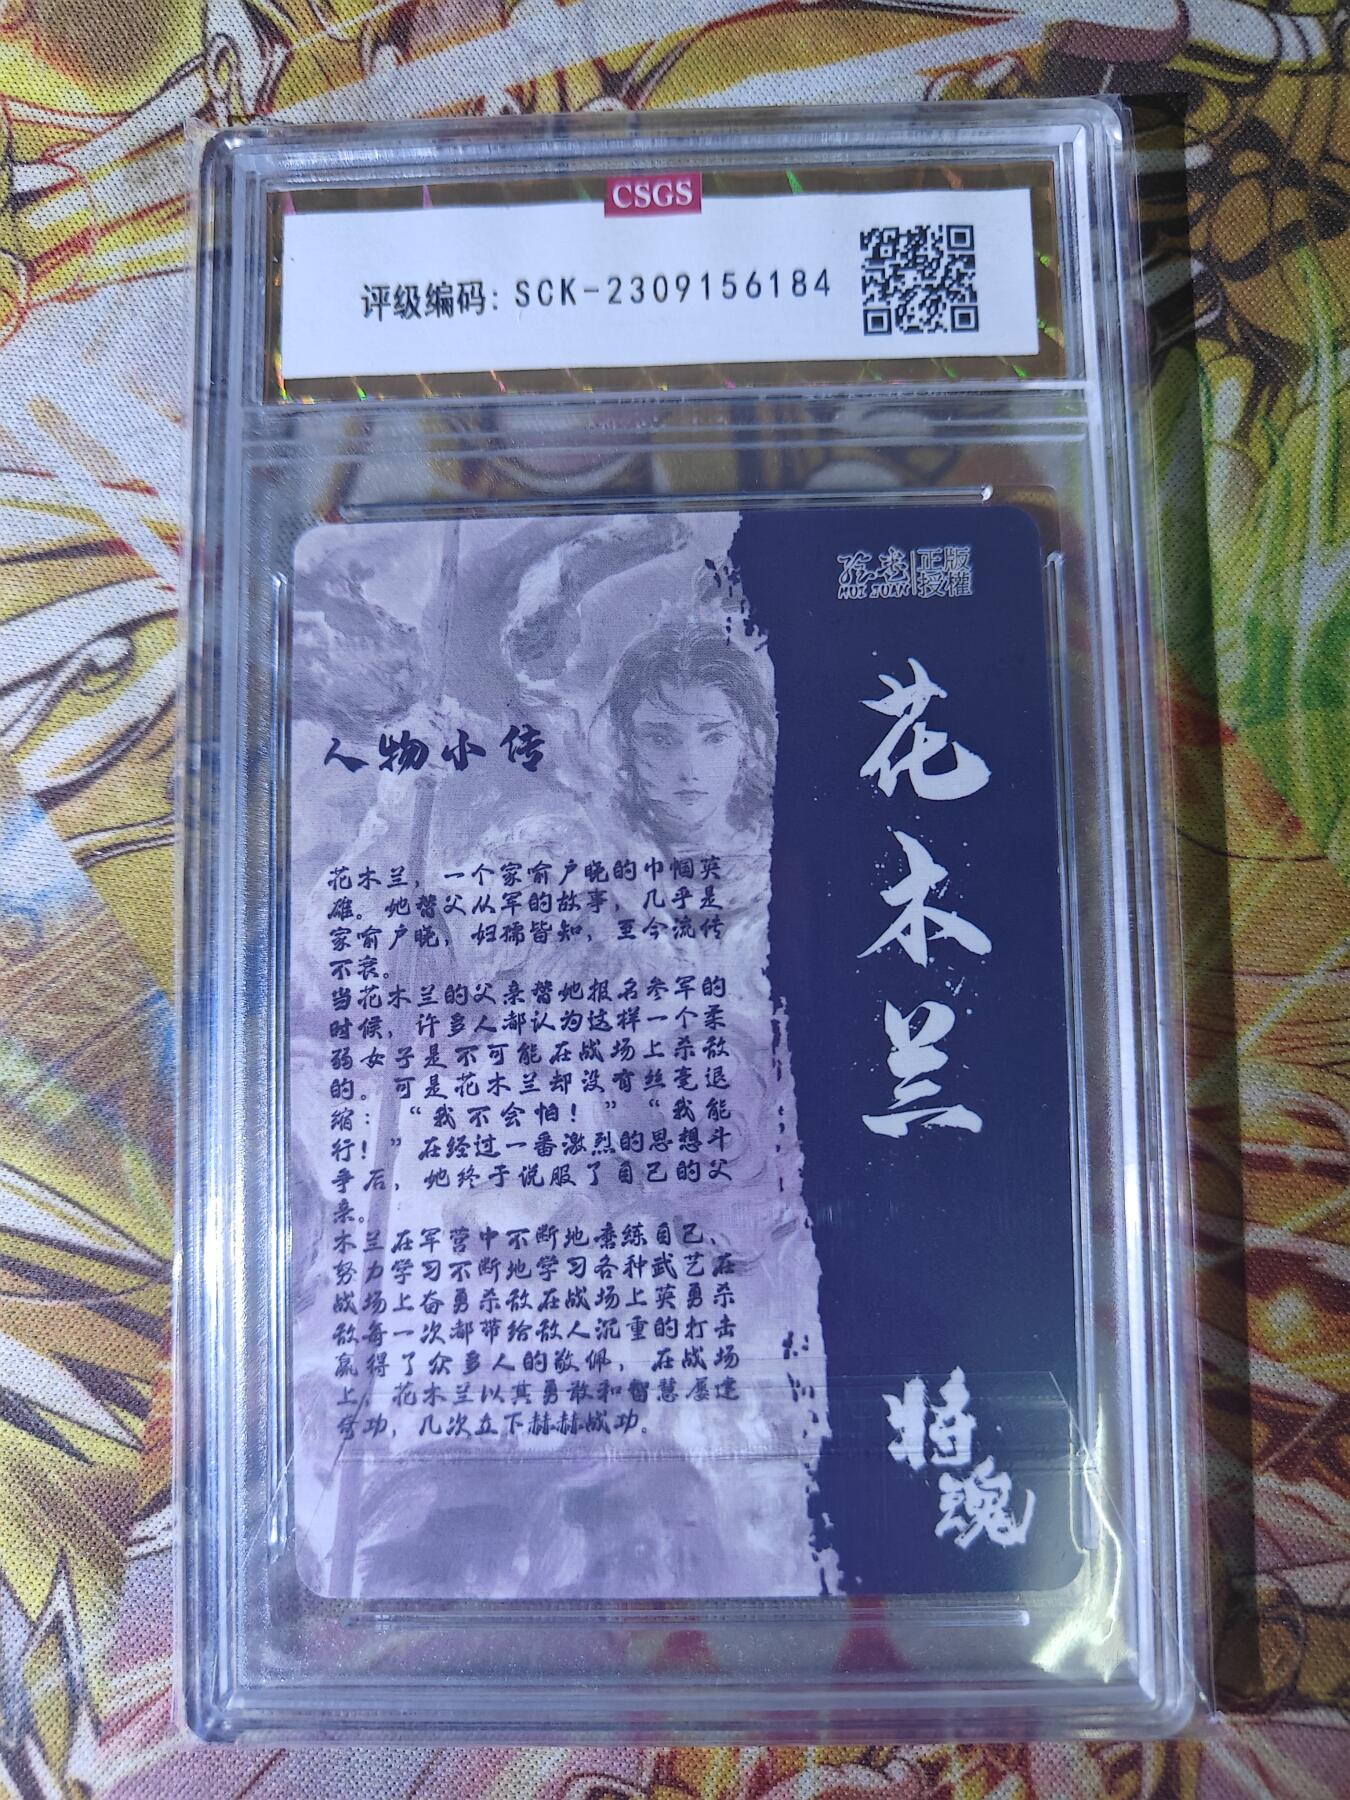 CSGS
评级编码: SCK-2309156184
绘卷 正版
HUI JUAN 授權
花木兰
将魂
人物小传
花木兰，一个家喻户晓的巾帼英
雄。她替父从军的故事，几乎是
家喻户晓，妇孺皆知，至今流传
不衰。
当花木兰的父亲替她报名参军的
时候，许多人都认为这样一个柔
弱女子是不可能在战场上杀敌
的。可是花木兰却没有丝毫退
缩：“我不会怕！”“我能
行！”在经过一番激烈的思想斗
争后，她终于说服了自己的父
亲。
木兰在军营中不断地磨练自己，
努力学习不断地学习各种武艺在
战场上奋勇杀敌在战场上英勇杀
敌每一次都带给敌人沉重的打击
赢得了众多人的敬佩，在战场
上，花木兰以其勇敢和智慧屡建
奇功，几次立下赫赫战功。